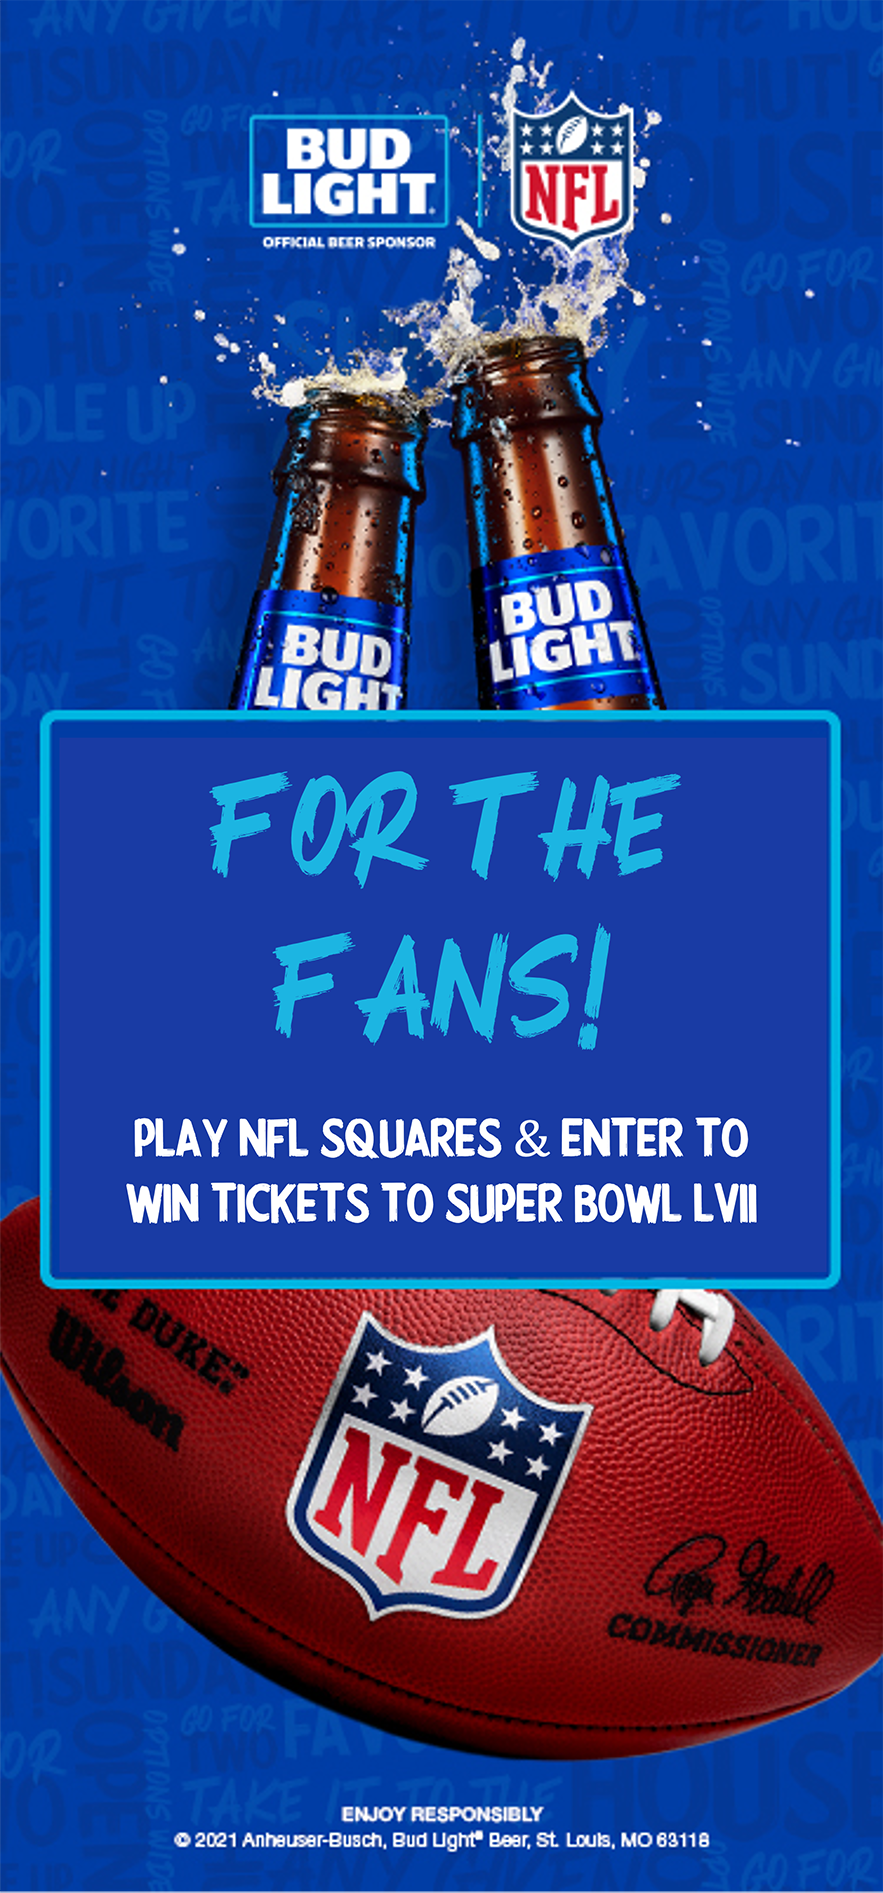 BUD
LIGHT
OFFICIAL BEER SPONSOR
NFL
BUD
LIGHT
BUD
LIGHT
FOR THE
FANS!
PLAY NFL SQUARES & ENTER TO
WIN TICKETS TO SUPER BOWL LVII
DUKE
Wilson
NFL
COMMISSIONER
ENJOY RESPONSIBLY
© 2021 Anheuser-Busch, Bud Light® Beer, St. Louis, MO 63118